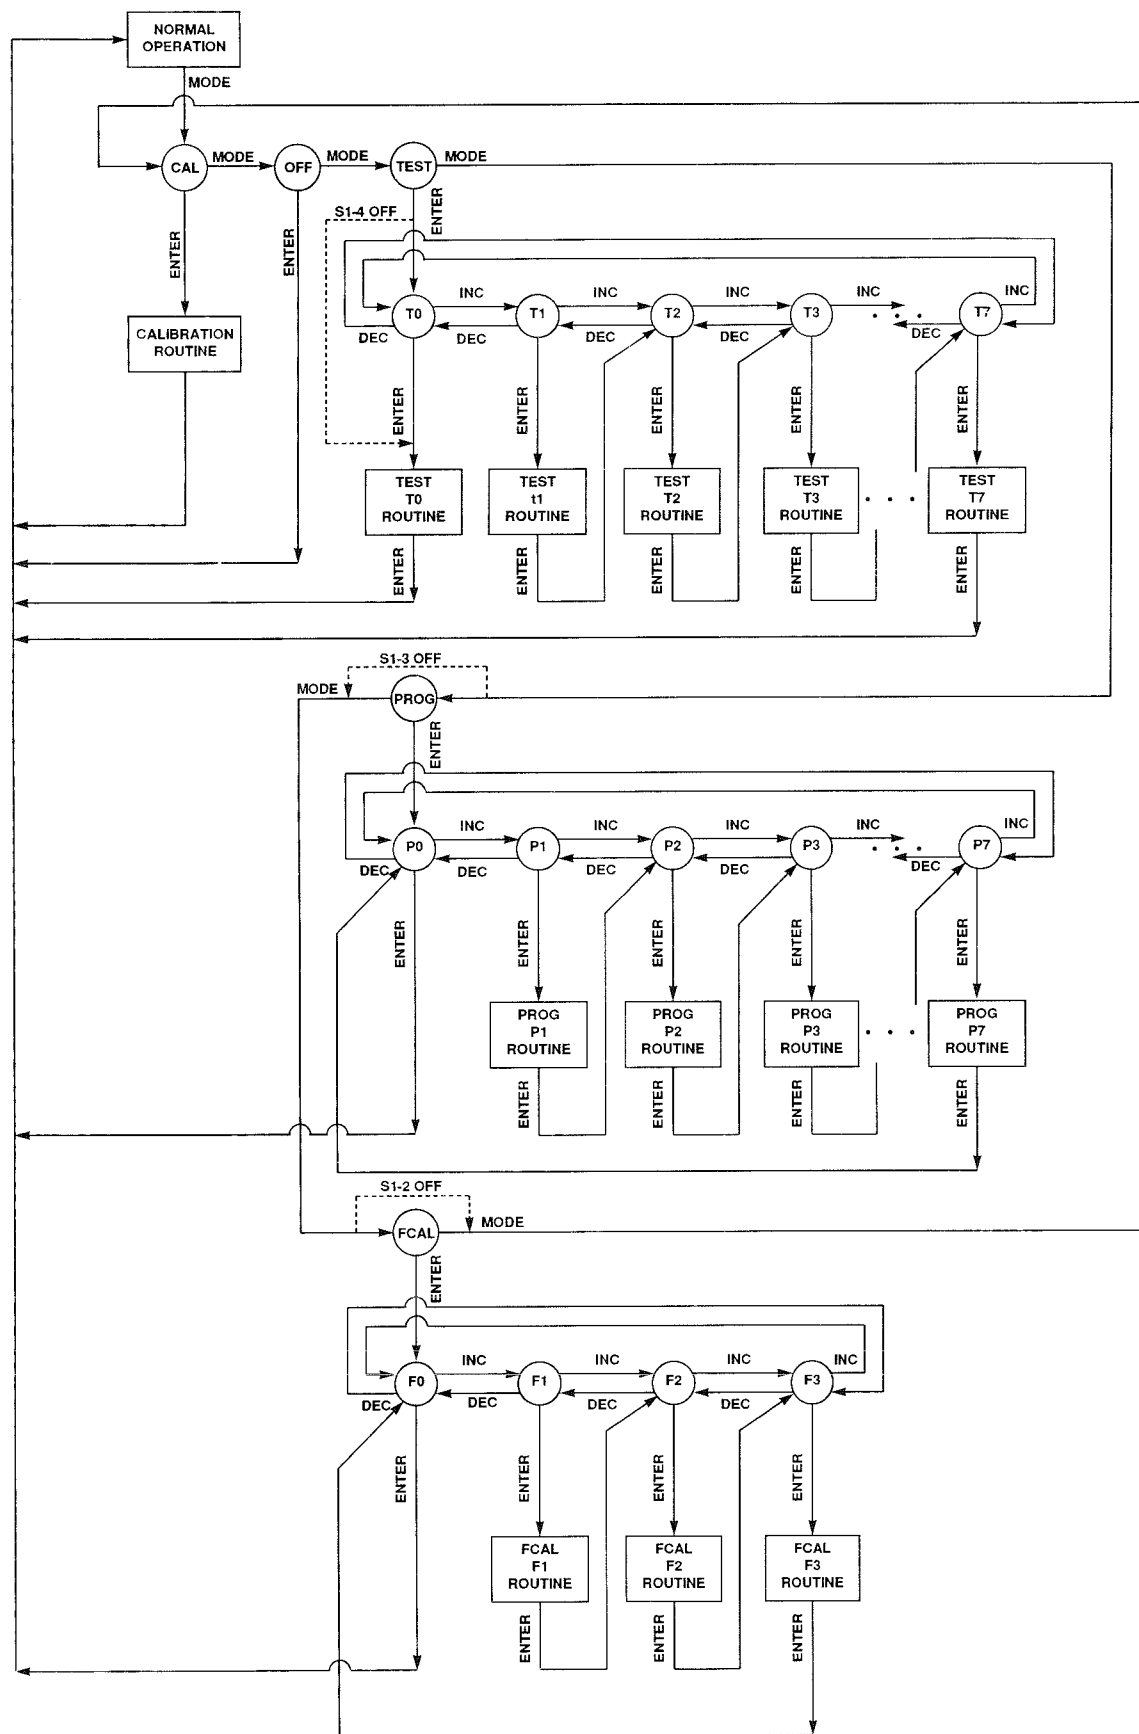 NORMAL
OPERATION
MODE
CAL
MODE
OFF
MODE
TEST
MODE
ENTER
ENTER
ENTER
S1-4 OFF
T0
INC
T1
INC
T2
INC
T3
INC
. . .
T7
INC
DEC
DEC
DEC
DEC
DEC
CALIBRATION
ROUTINE
ENTER
ENTER
ENTER
ENTER
ENTER
TEST
T0
ROUTINE
TEST
t1
ROUTINE
TEST
T2
ROUTINE
TEST
T3
ROUTINE
. . .
TEST
T7
ROUTINE
ENTER
ENTER
ENTER
ENTER
ENTER
S1-3 OFF
MODE
PROG
ENTER
P0
INC
P1
INC
P2
INC
P3
INC
. . .
P7
INC
DEC
DEC
DEC
DEC
DEC
ENTER
ENTER
ENTER
ENTER
ENTER
PROG
P1
ROUTINE
PROG
P2
ROUTINE
PROG
P3
ROUTINE
. . .
PROG
P7
ROUTINE
ENTER
ENTER
ENTER
ENTER
S1-2 OFF
FCAL
MODE
ENTER
F0
INC
F1
INC
F2
INC
F3
INC
DEC
DEC
DEC
DEC
ENTER
ENTER
ENTER
ENTER
FCAL
F1
ROUTINE
FCAL
F2
ROUTINE
FCAL
F3
ROUTINE
ENTER
ENTER
ENTER